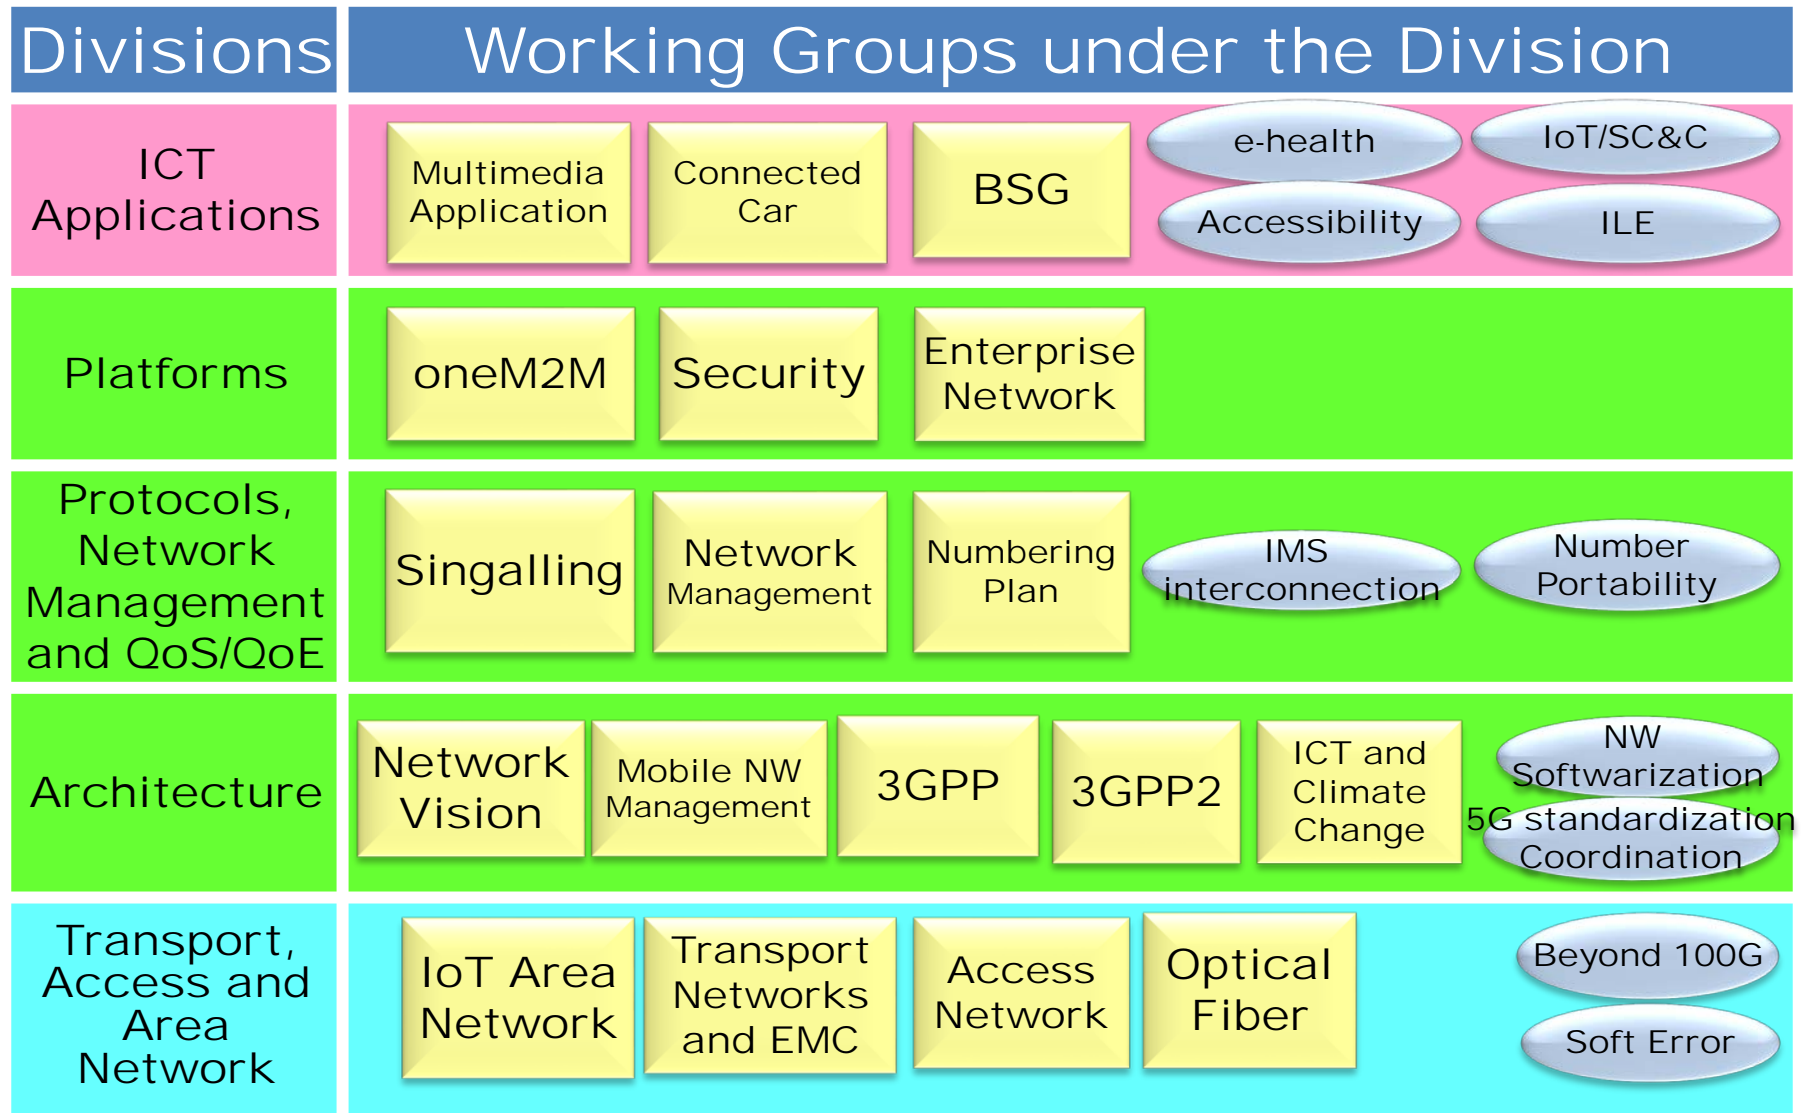 Divisions
Working Groups under the Division
ICT
Applications
Multimedia
Application
Connected
Car
BSG
e-health
IoT/SC&C
Accessibility
ILE
Platforms
oneM2M
Security
Enterprise
Network
Protocols,
Network
Management
and QoS/QoE
Singalling
Network
Management
Numbering
Plan
IMS
interconnection
Number
Portability
Architecture
Network
Vision
Mobile NW
Management
3GPP
3GPP2
ICT and
Climate
Change
NW
Softwarization
5G standardization
Coordination
Transport,
Access and
Area
Network
IoT Area
Network
Transport
Networks
and EMC
Access
Network
Optical
Fiber
Beyond 100G
Soft Error